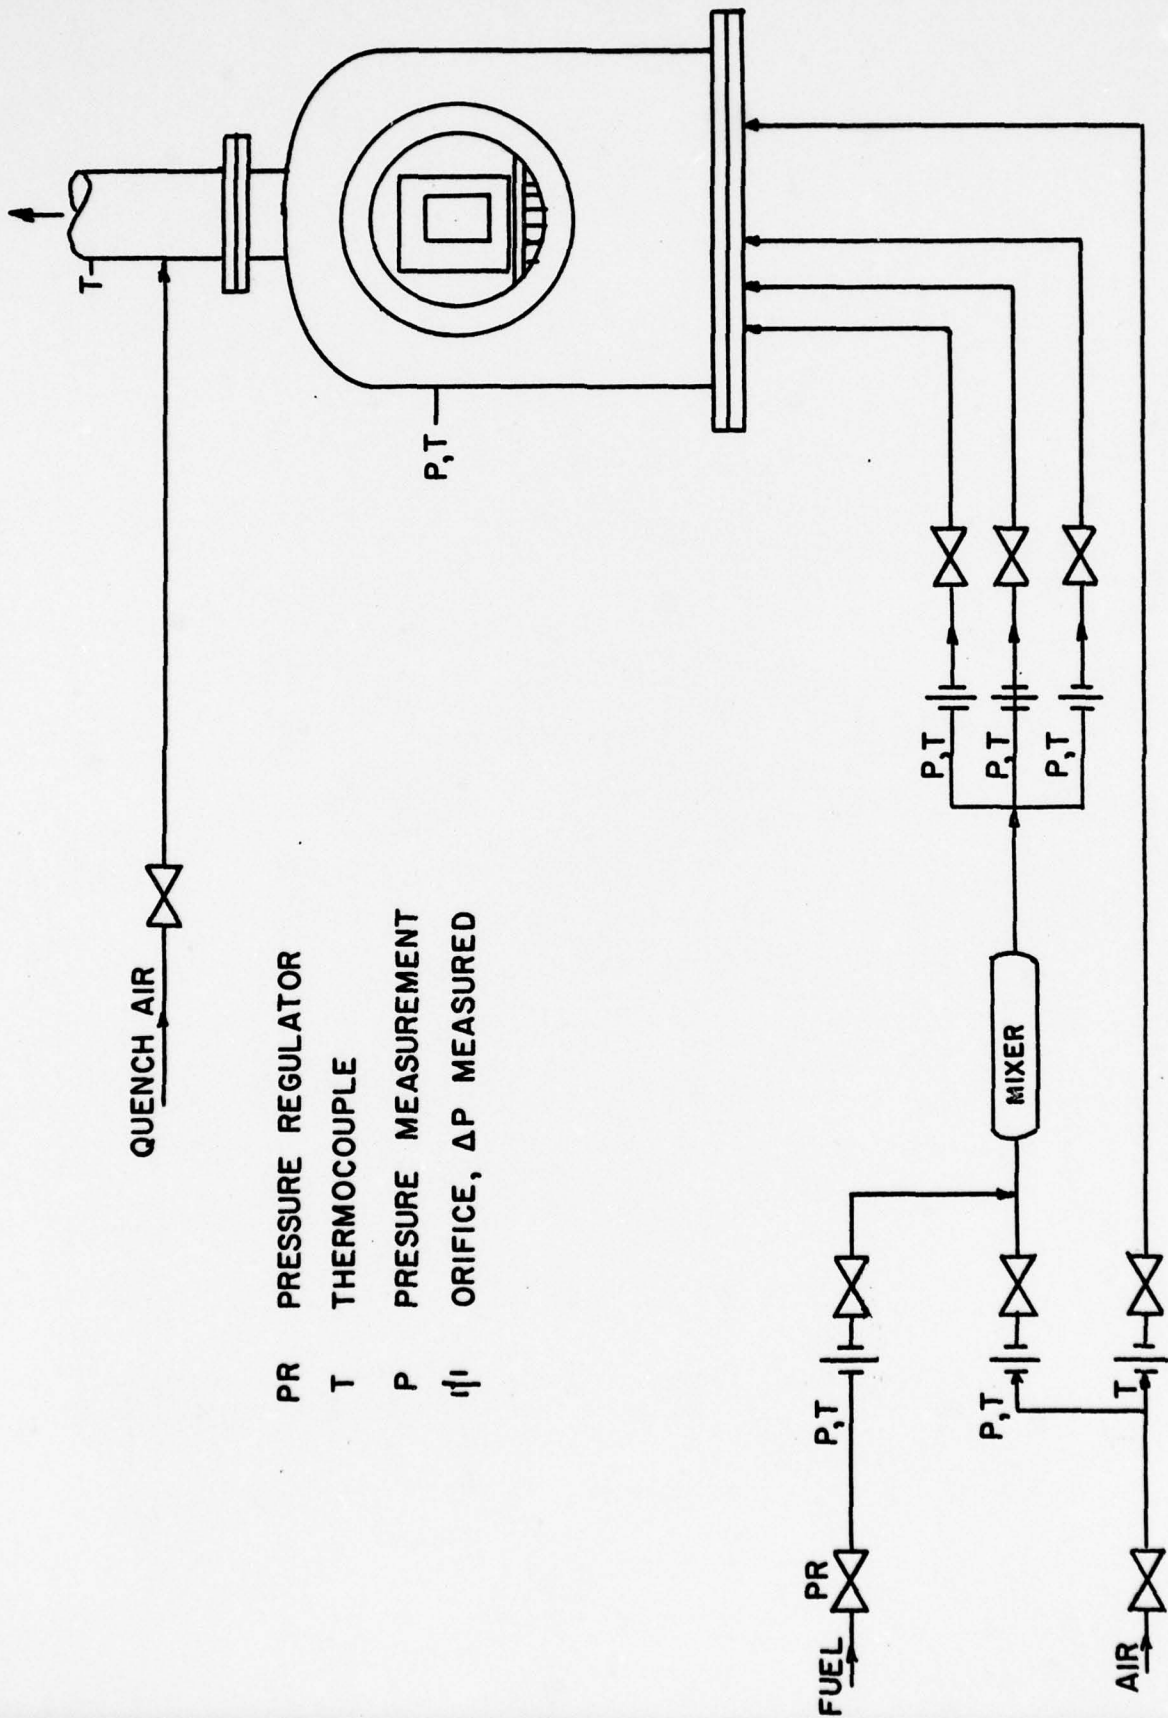 QUENCH AIR
T
P,T
PR PRESSURE REGULATOR
T THERMOCOUPLE
P PRESURE MEASUREMENT
ORIFICE, ΔP MEASURED
FUEL
PR
P,T
P,T
P,T
P,T
MIXER
P,T
T
AIR